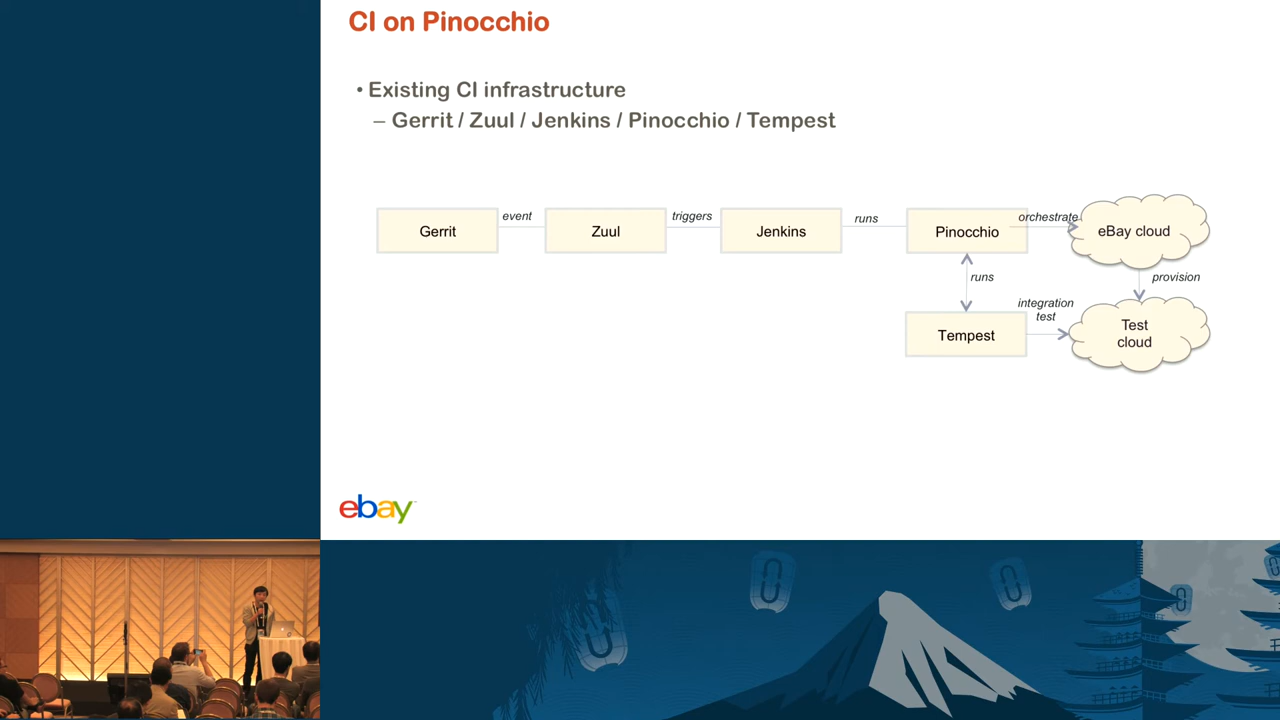 CI on Pinocchio
• Existing CI infrastructure
– Gerrit / Zuul / Jenkins / Pinocchio / Tempest
Gerrit
event
Zuul
triggers
Jenkins
runs
Pinocchio
orchestrate
eBay cloud
runs
provision
Tempest
integration
test
Test
cloud
ebay